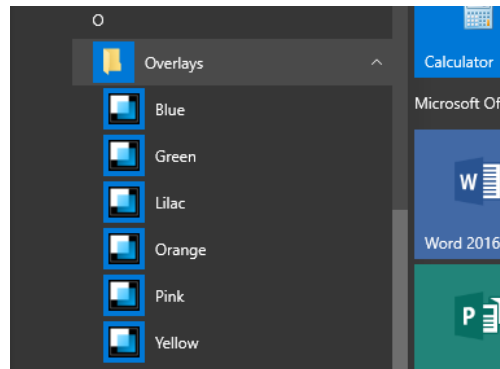 O
Overlays
Blue
Green
Lilac
Orange
Pink
Yellow
Calculator
Microsoft Of
W
Word 2016
P